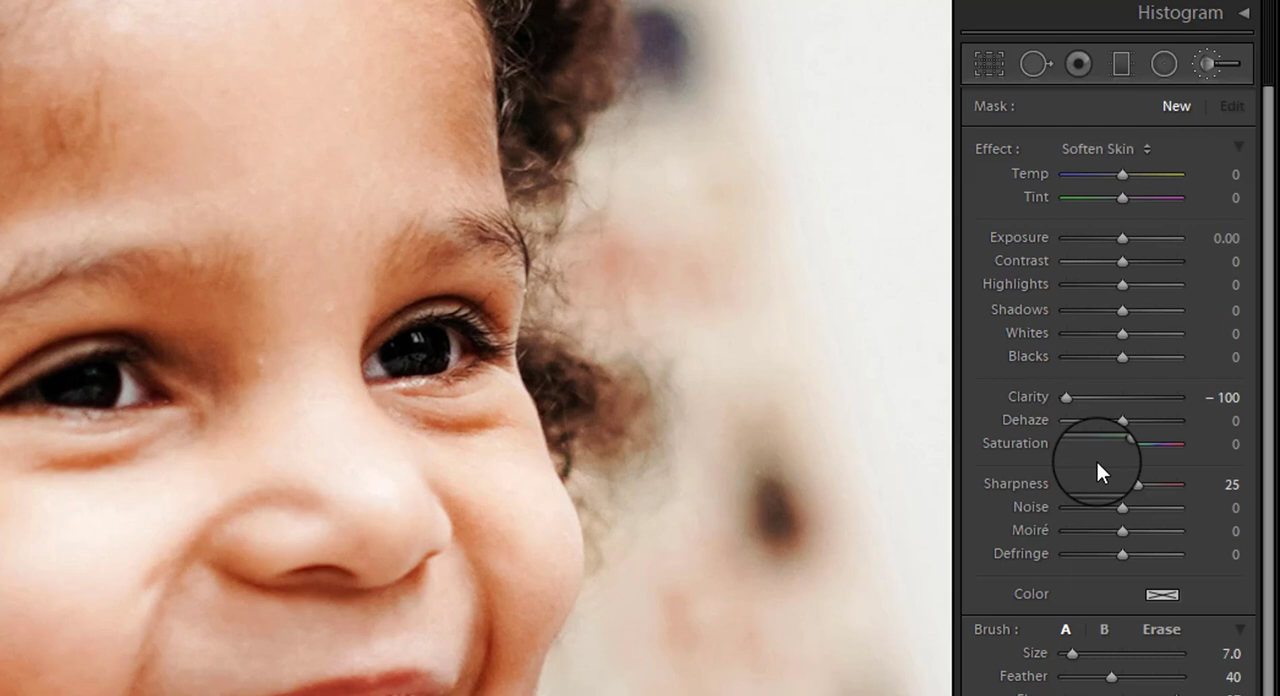 Histogram
Mask : New Edit
Effect : Soften Skin
Temp 0
Tint 0
Exposure 0.00
Contrast 0
Highlights 0
Shadows 0
Whites 0
Blacks 0
Clarity – 100
Dehaze 0
Saturation 0
Sharpness 25
Noise 0
Moiré 0
Defringe 0
Color
Brush : A B Erase
Size 7.0
Feather 40